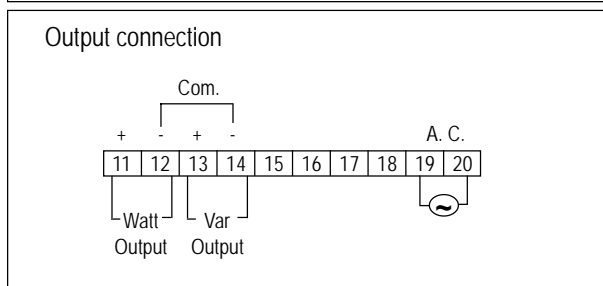 Output connection
Com.
+ - + - A. C.
11 12 13 14 15 16 17 18 19 20
~
Watt Var
Output Output